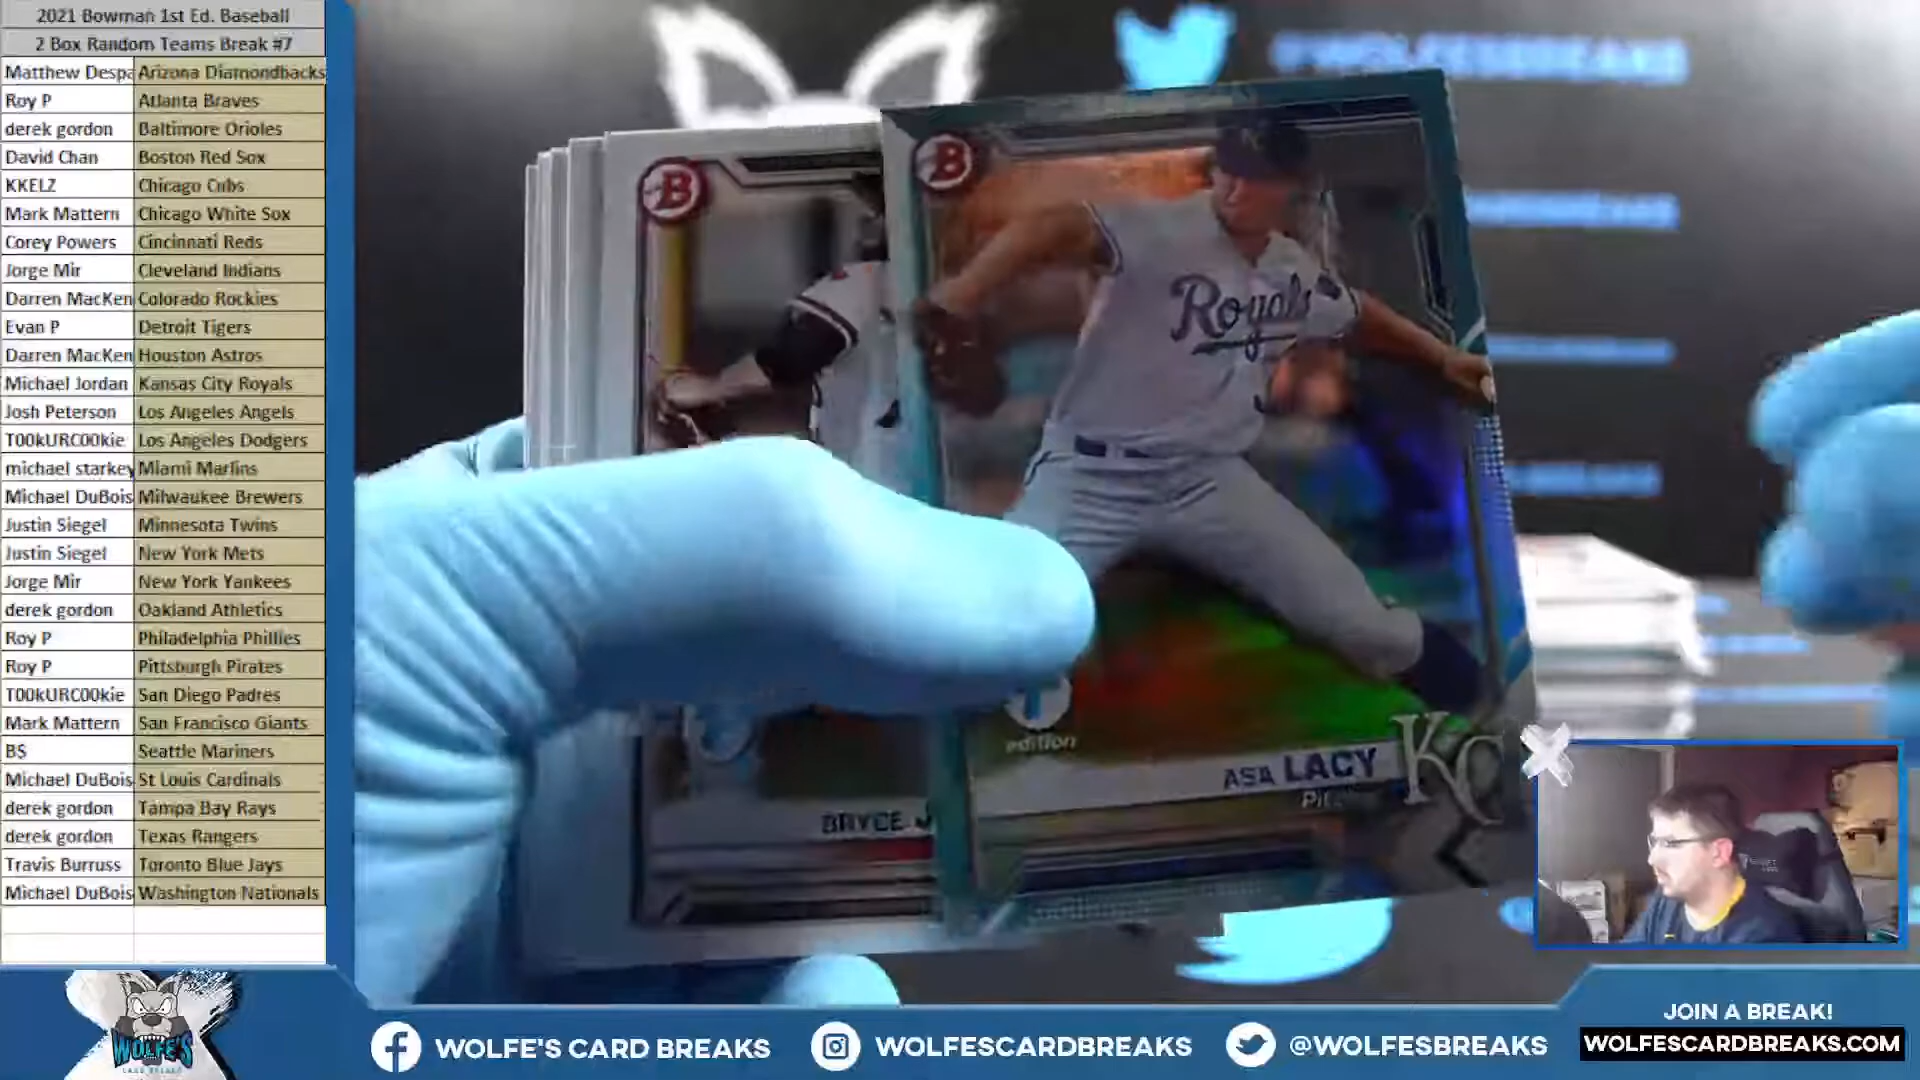 2021 Bowman 1st Ed. Baseball
2 Box Random Teams Break #7
Matthew Despa Arizona Diamondbacks
Roy P Atlanta Braves
derek gordon Baltimore Orioles
David Chan Boston Red Sox
KKELZ Chicago Cubs
Mark Mattern Chicago White Sox
Corey Powers Cincinnati Reds
Jorge Mir Cleveland Indians
Darren MacKen Colorado Rockies
Evan P Detroit Tigers
Darren MacKen Houston Astros
Michael Jordan Kansas City Royals
Josh Peterson Los Angeles Angels
T00kURC00kie Los Angeles Dodgers
michael starkey Miami Marlins
Michael DuBois Milwaukee Brewers
Justin Siegel Minnesota Twins
Justin Siegel New York Mets
Jorge Mir New York Yankees
derek gordon Oakland Athletics
Roy P Philadelphia Phillies
Roy P Pittsburgh Pirates
T00kURC00kie San Diego Padres
Mark Mattern San Francisco Giants
BS Seattle Mariners
Michael DuBois St Louis Cardinals
derek gordon Tampa Bay Rays
derek gordon Texas Rangers
Travis Burruss Toronto Blue Jays
Michael DuBois Washington Nationals
@WOLFESBREAKS
B
B
Royals
edition
ASA LACY
KC
BRYCE
WOLFE'S
CARD BREAKS
WOLFE'S CARD BREAKS
WOLFESCARDBREAKS
@WOLFESBREAKS
JOIN A BREAK!
WOLFESCARDBREAKS.COM